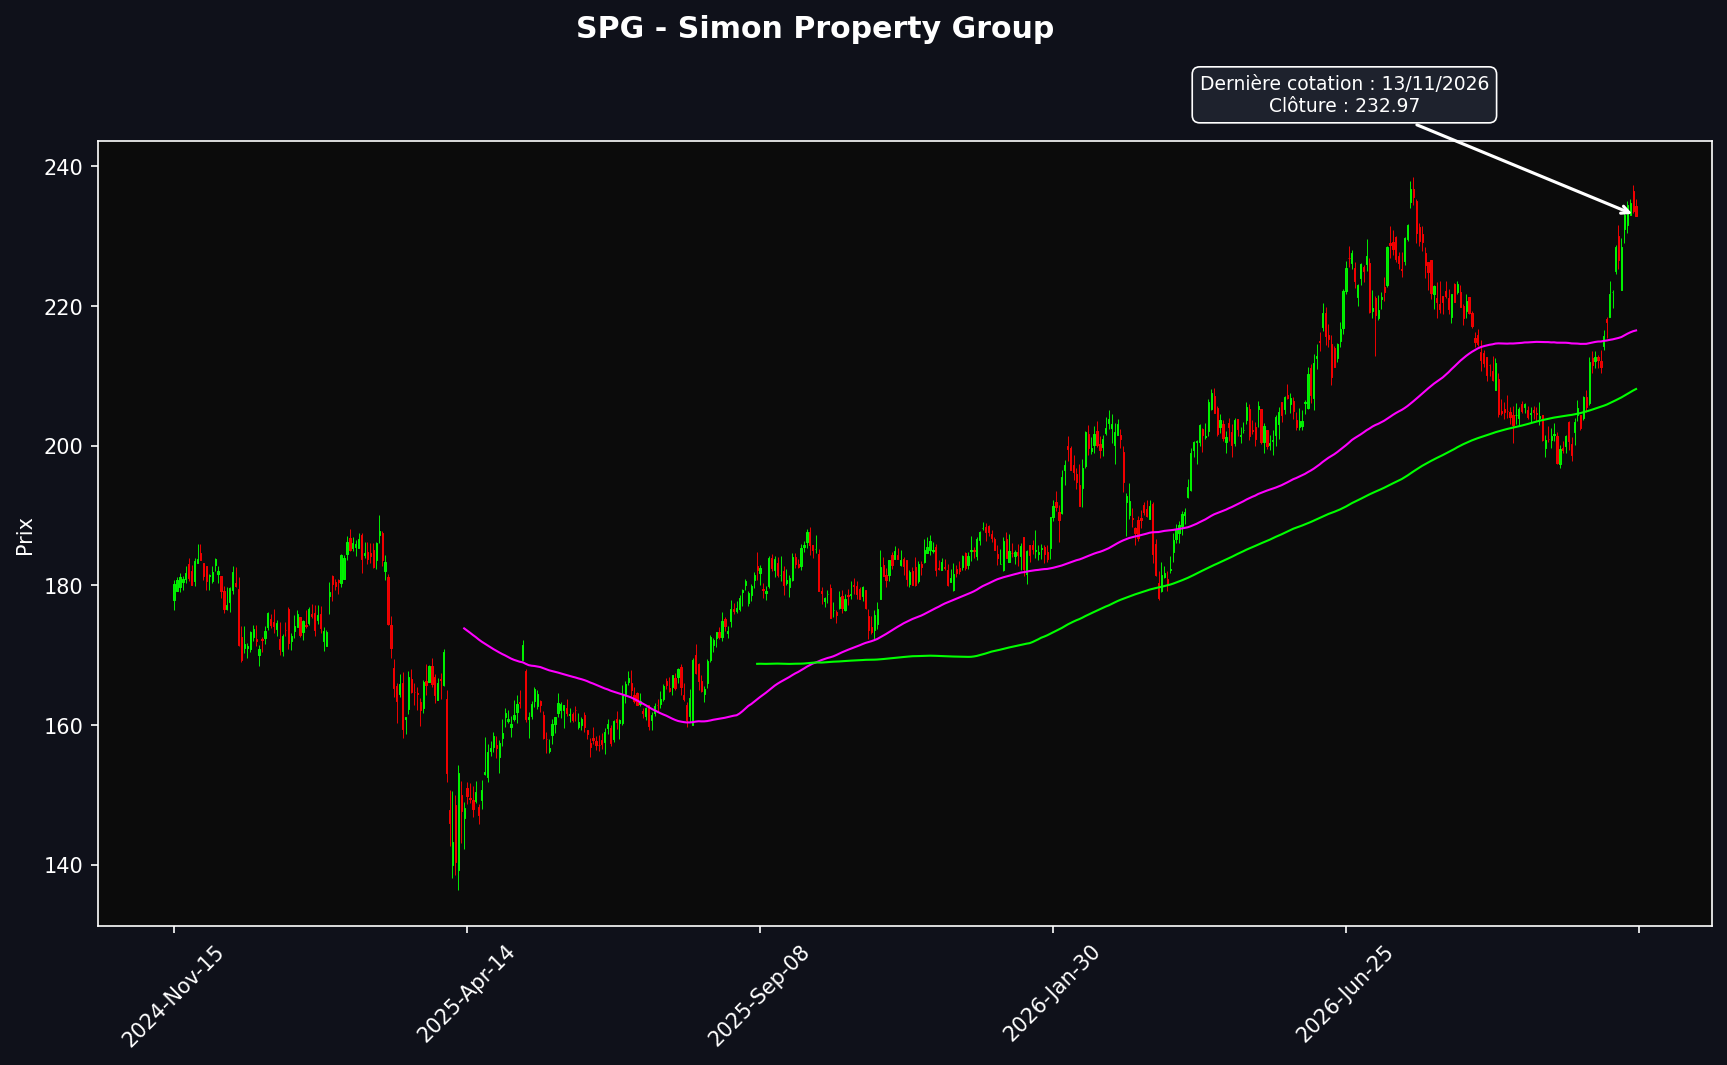 SPG - Simon Property Group
Dernière cotation : 13/11/2026
Clôture : 232.97
240
220
200
180
160
140
Prix
2024-Nov-15
2025-Apr-14
2025-Sep-08
2026-Jan-30
2026-Jun-25